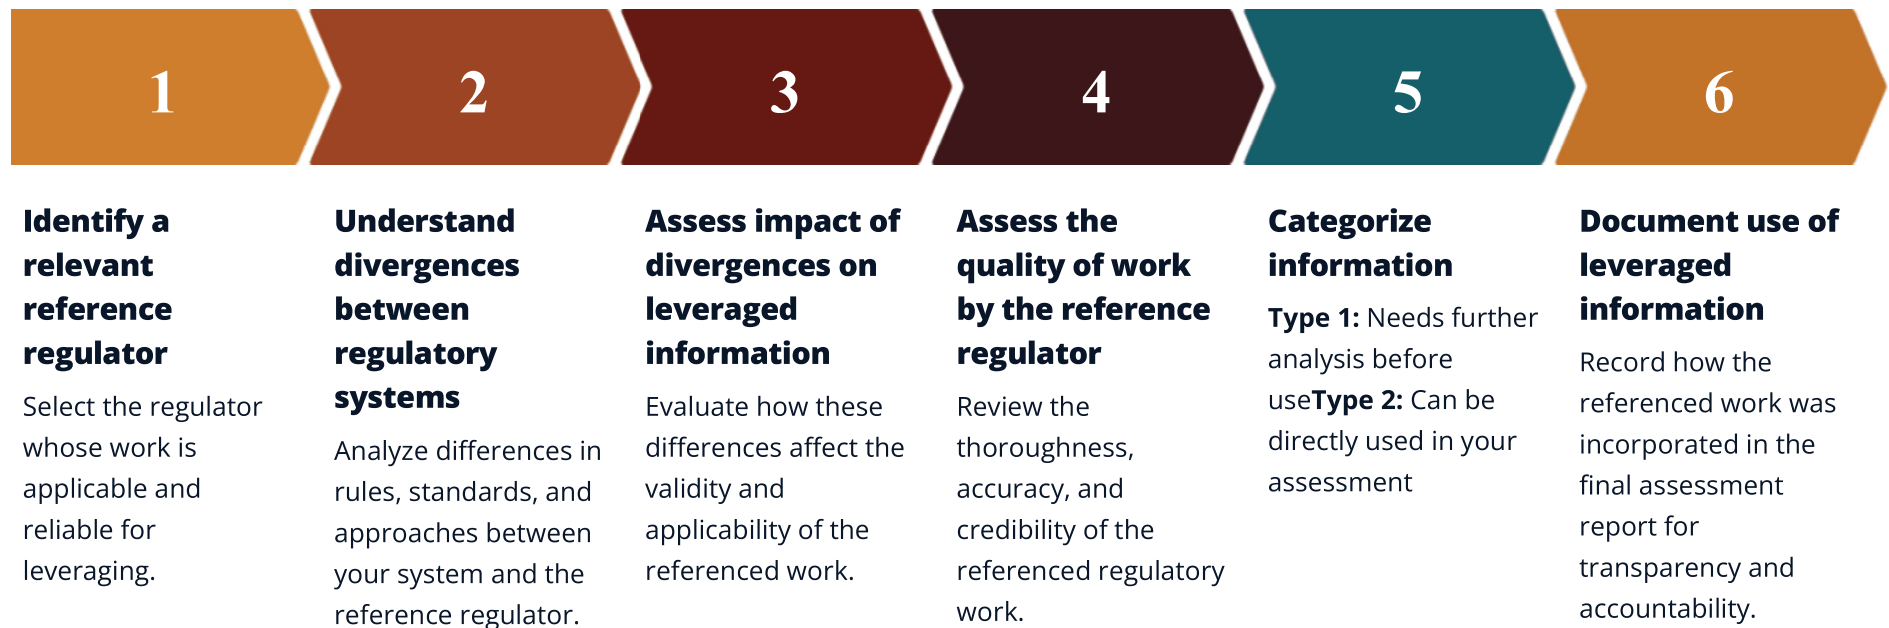 1
2
3
4
5
6
Identify a
relevant
reference
regulator
Select the regulator
whose work is
applicable and
reliable for
leveraging.
Understand
divergences
between
regulatory
systems
Analyze differences in
rules, standards, and
approaches between
your system and the
reference regulator.
Assess impact of
divergences on
leveraged
information
Evaluate how these
differences affect the
validity and
applicability of the
referenced work.
Assess the
quality of work
by the reference
regulator
Review the
thoroughness,
accuracy, and
credibility of the
referenced regulatory
work.
Categorize
information
Type 1: Needs further
analysis before
useType 2: Can be
directly used in your
assessment
Document use of
leveraged
information
Record how the
referenced work was
incorporated in the
final assessment
report for
transparency and
accountability.